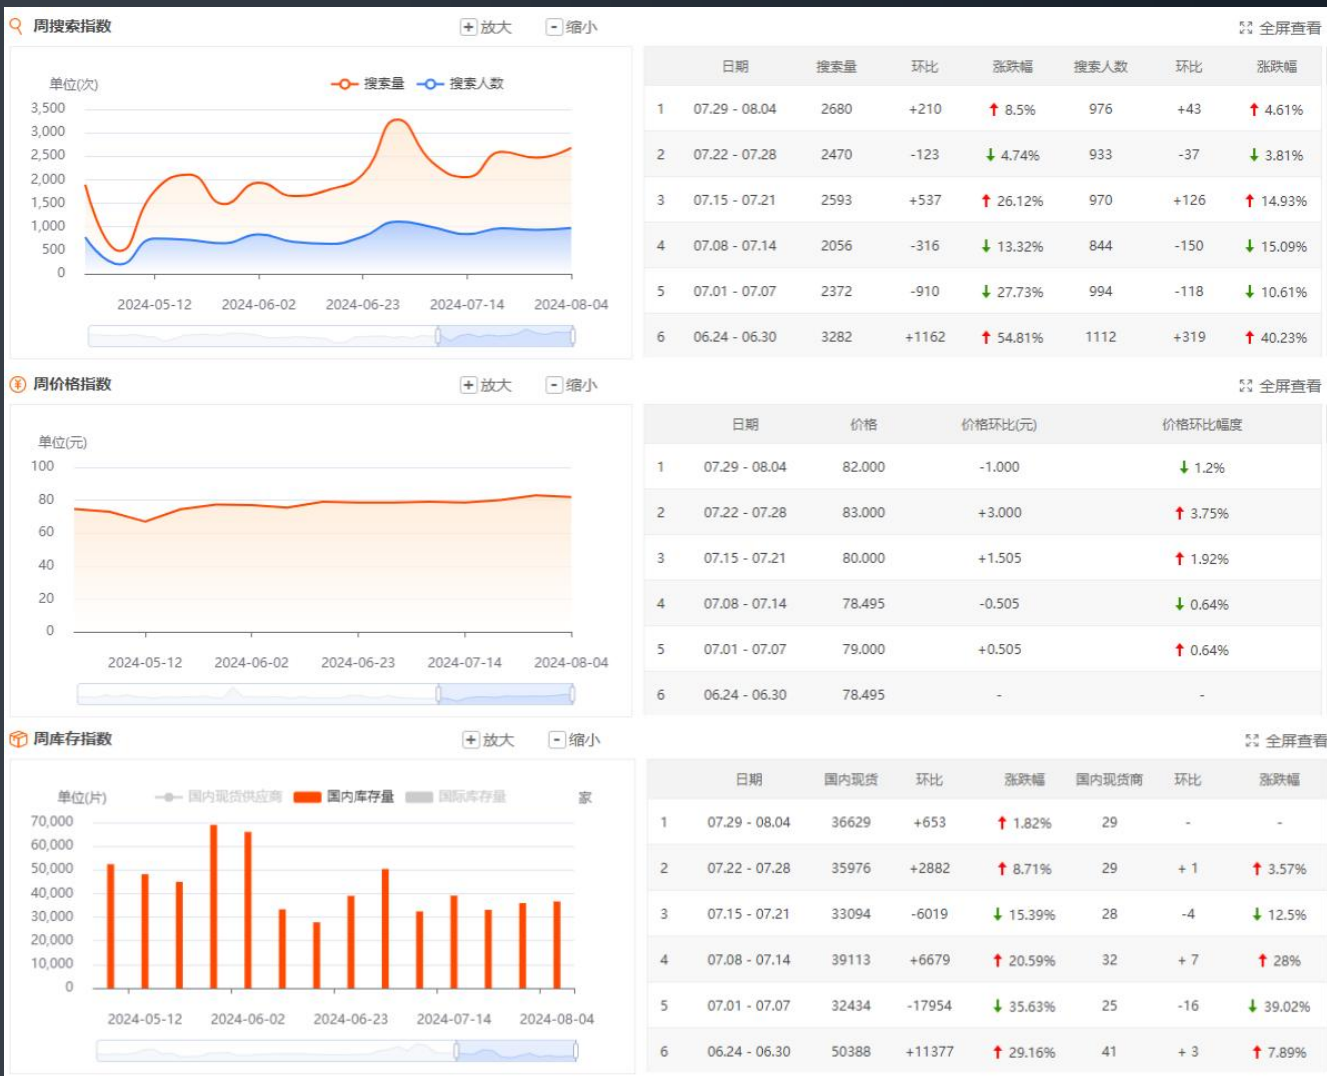 周搜索指数 + 放大 - 缩小 全屏查看
单位(次) 搜索量 搜索人数
3,500
3,000
2,500
2,000
1,500
1,000
500
0
2024-05-12 2024-06-02 2024-06-23 2024-07-14 2024-08-04
日期 搜索量 环比 涨跌幅 搜索人数 环比 涨跌幅
1 07.29 - 08.04 2680 +210 ↑ 8.5% 976 +43 ↑ 4.61%
2 07.22 - 07.28 2470 -123 ↓ 4.74% 933 -37 ↓ 3.81%
3 07.15 - 07.21 2593 +537 ↑ 26.12% 970 +126 ↑ 14.93%
4 07.08 - 07.14 2056 -316 ↓ 13.32% 844 -150 ↓ 15.09%
5 07.01 - 07.07 2372 -910 ↓ 27.73% 994 -118 ↓ 10.61%
6 06.24 - 06.30 3282 +1162 ↑ 54.81% 1112 +319 ↑ 40.23%
¥ 周价格指数 + 放大 - 缩小 全屏查看
单位(元)
100
80
60
40
20
0
2024-05-12 2024-06-02 2024-06-23 2024-07-14 2024-08-04
日期 价格 价格环比(元) 价格环比幅度
1 07.29 - 08.04 82.000 -1.000 ↓ 1.2%
2 07.22 - 07.28 83.000 +3.000 ↑ 3.75%
3 07.15 - 07.21 80.000 +1.505 ↑ 1.92%
4 07.08 - 07.14 78.495 -0.505 ↓ 0.64%
5 07.01 - 07.07 79.000 +0.505 ↑ 0.64%
6 06.24 - 06.30 78.495 - -
周库存指数 + 放大 - 缩小 全屏查看
单位(片) 国内现货供应商 国内库存量 国际库存量 家
70,000
60,000
50,000
40,000
30,000
20,000
10,000
0
2024-05-12 2024-06-02 2024-06-23 2024-07-14 2024-08-04
日期 国内现货 环比 涨跌幅 国内现货商 环比 涨跌幅
1 07.29 - 08.04 36629 +653 ↑ 1.82% 29 - -
2 07.22 - 07.28 35976 +2882 ↑ 8.71% 29 + 1 ↑ 3.57%
3 07.15 - 07.21 33094 -6019 ↓ 15.39% 28 -4 ↓ 12.5%
4 07.08 - 07.14 39113 +6679 ↑ 20.59% 32 + 7 ↑ 28%
5 07.01 - 07.07 32434 -17954 ↓ 35.63% 25 -16 ↓ 39.02%
6 06.24 - 06.30 50388 +11377 ↑ 29.16% 41 + 3 ↑ 7.89%